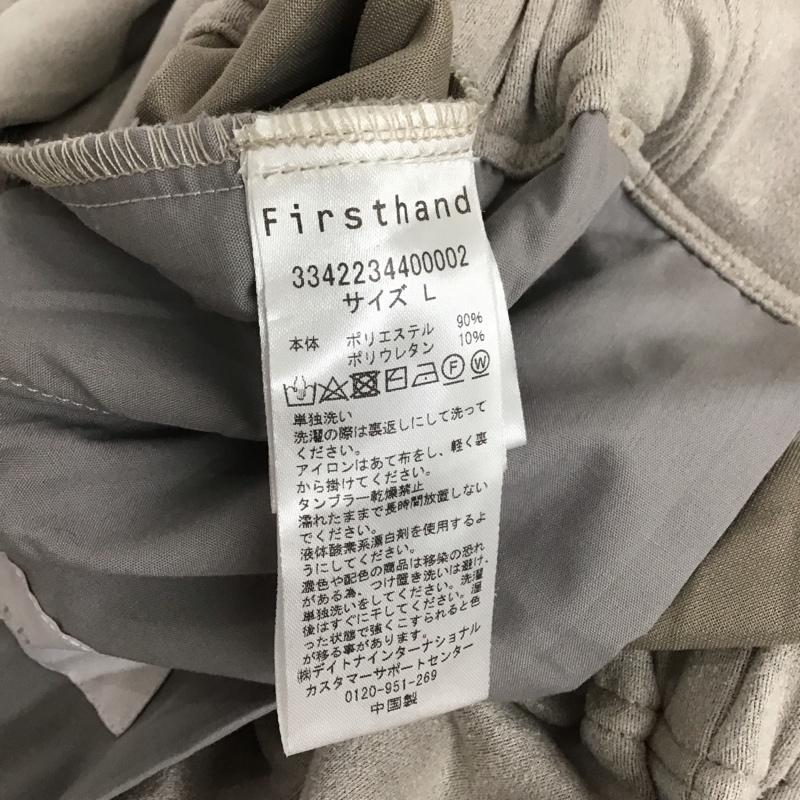 Firsthand
3342234400002
サイズ L
本体 ポリエステル 90%
ポリウレタン 10%
F W
単独洗い
洗濯の際は裏返しにして洗って
ください。
アイロンはあて布をし、軽く裏
から掛けてください。
タンブラー乾燥禁止
濡れたままで長時間放置しない
でください。
液体酸素系漂白剤を使用するよ
うにしてください。
濃色や配色の商品は移染の恐れ
がある為、つけ置き洗いは避け、
単独洗いをしてください。洗濯
後はすぐに干してください。湿
った状態で強くこすられると色
が移る事があります。
㈱デイトナインターナショナル
カスタマーサポートセンター
0120-951-269
中国製